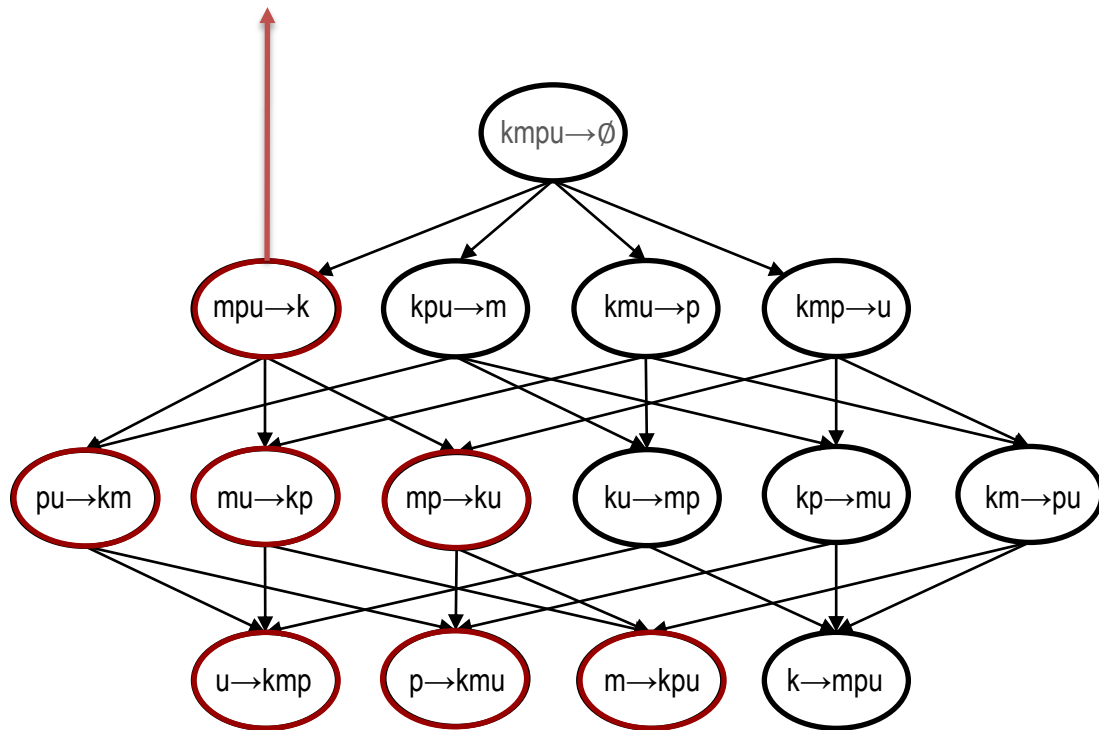 kmpu→∅
mpu→k
kpu→m
kmu→p
kmp→u
pu→km
mu→kp
mp→ku
ku→mp
kp→mu
km→pu
u→kmp
p→kmu
m→kpu
k→mpu